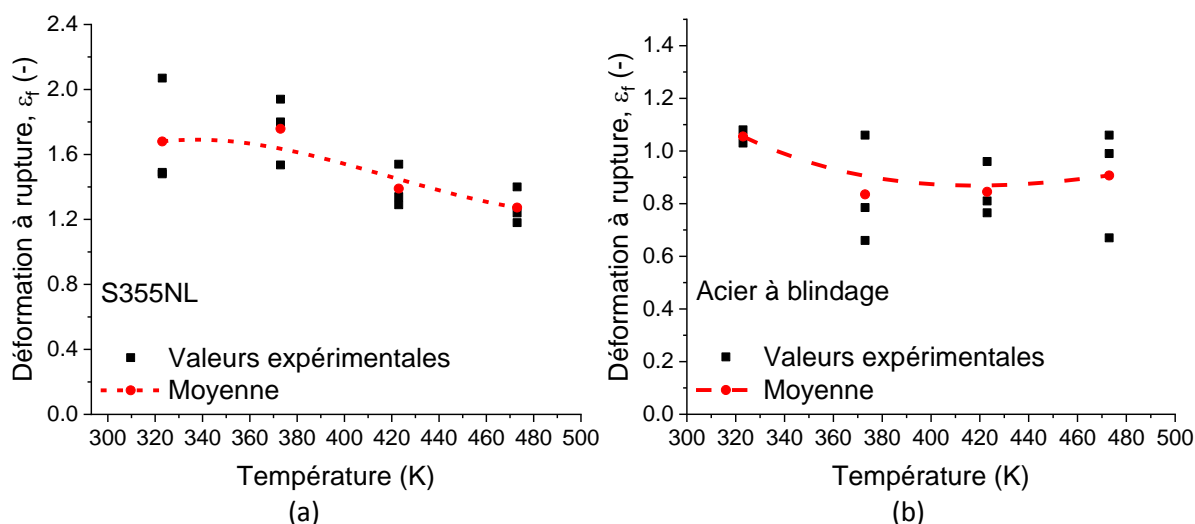 Déformation à rupture, εf (-)
2.4
2.0
1.6
1.2
0.8
0.4
0.0
S355NL
Valeurs expérimentales
Moyenne
300 320 340 360 380 400 420 440 460 480 500
Température (K)
(a)
Déformation à rupture, εf (-)
1.4
1.2
1.0
0.8
0.6
0.4
0.2
0.0
Acier à blindage
Valeurs expérimentales
Moyenne
300 320 340 360 380 400 420 440 460 480 500
Température (K)
(b)